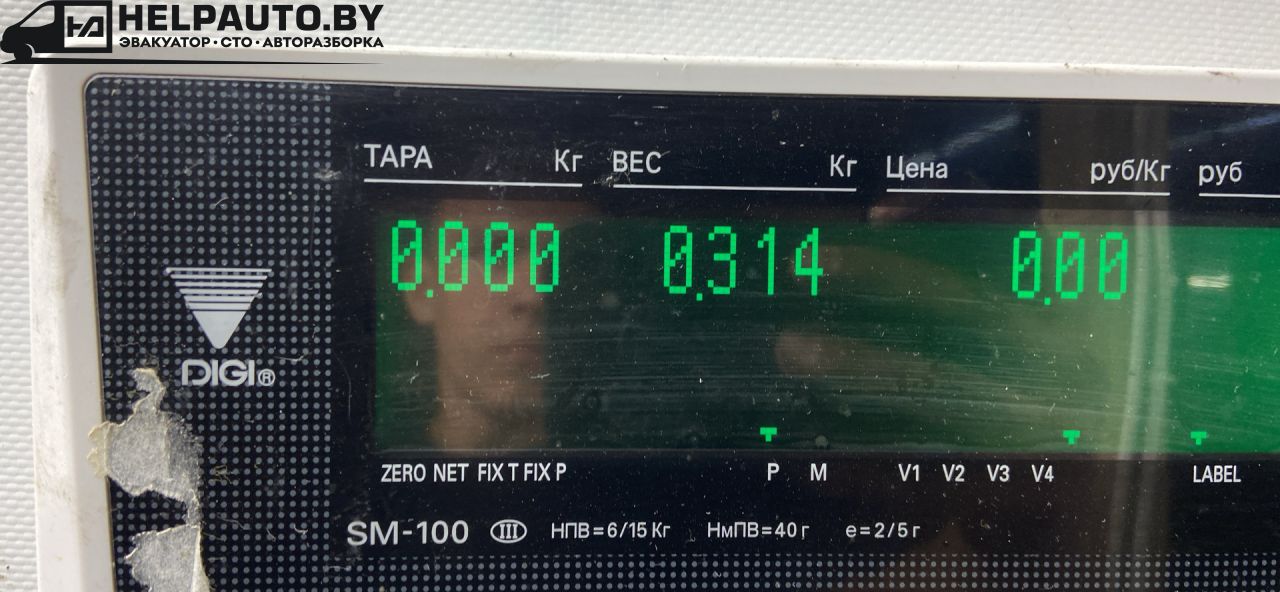 HELPAUTO.BY
ЭВАКУАТОР·СТО·АВТОРАЗБОРКА
ТАРА Кг ВЕС Кг Цена руб/Кг руб
0.000 0.314 0.00
DIGI®
ZERO NET FIX T FIX P P M V1 V2 V3 V4 LABEL
SM-100 III НПВ=6/15 Кг НмПВ=40 г e=2/5 г